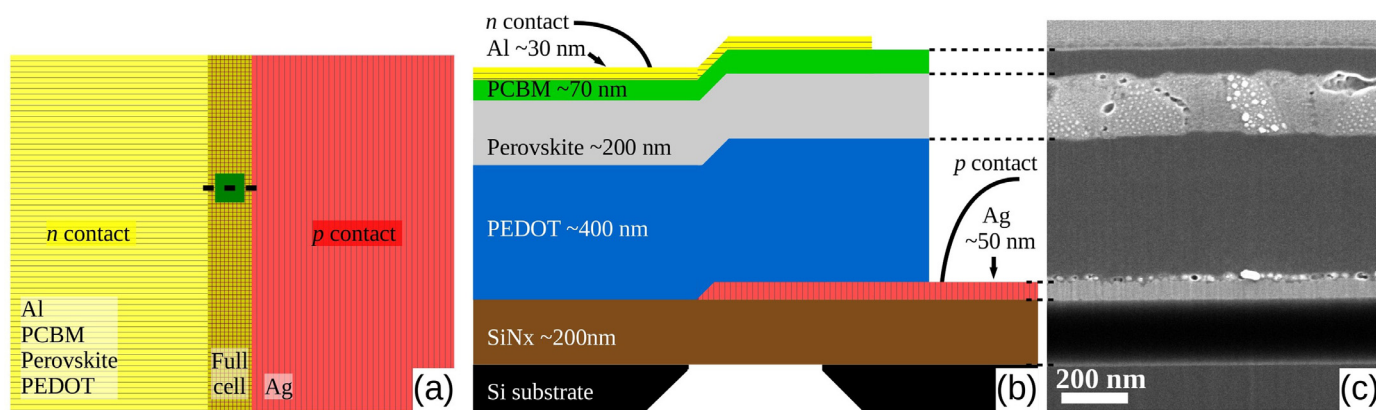 n contact
p contact
Al
PCBM
Perovskite
PEDOT
Full
cell
Ag
(a)
n contact
Al ~30 nm
PCBM ~70 nm
Perovskite ~200 nm
PEDOT ~400 nm
p contact
Ag
~50 nm
SiNx ~200nm
Si substrate
(b)
200 nm
(c)